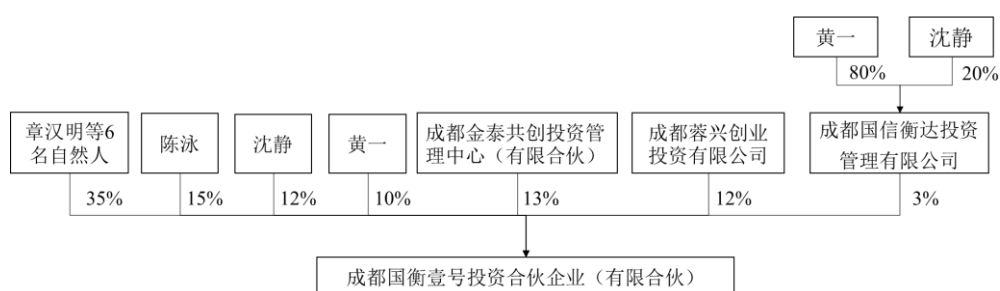 黄一
沈静
80%
20%
章汉明等6
名自然人
陈泳
沈静
黄一
成都金泰共创投资管
理中心（有限合伙）
成都蓉兴创业
投资有限公司
成都国信衡达投资
管理有限公司
35%
15%
12%
10%
13%
12%
3%
成都国衡壹号投资合伙企业（有限合伙）